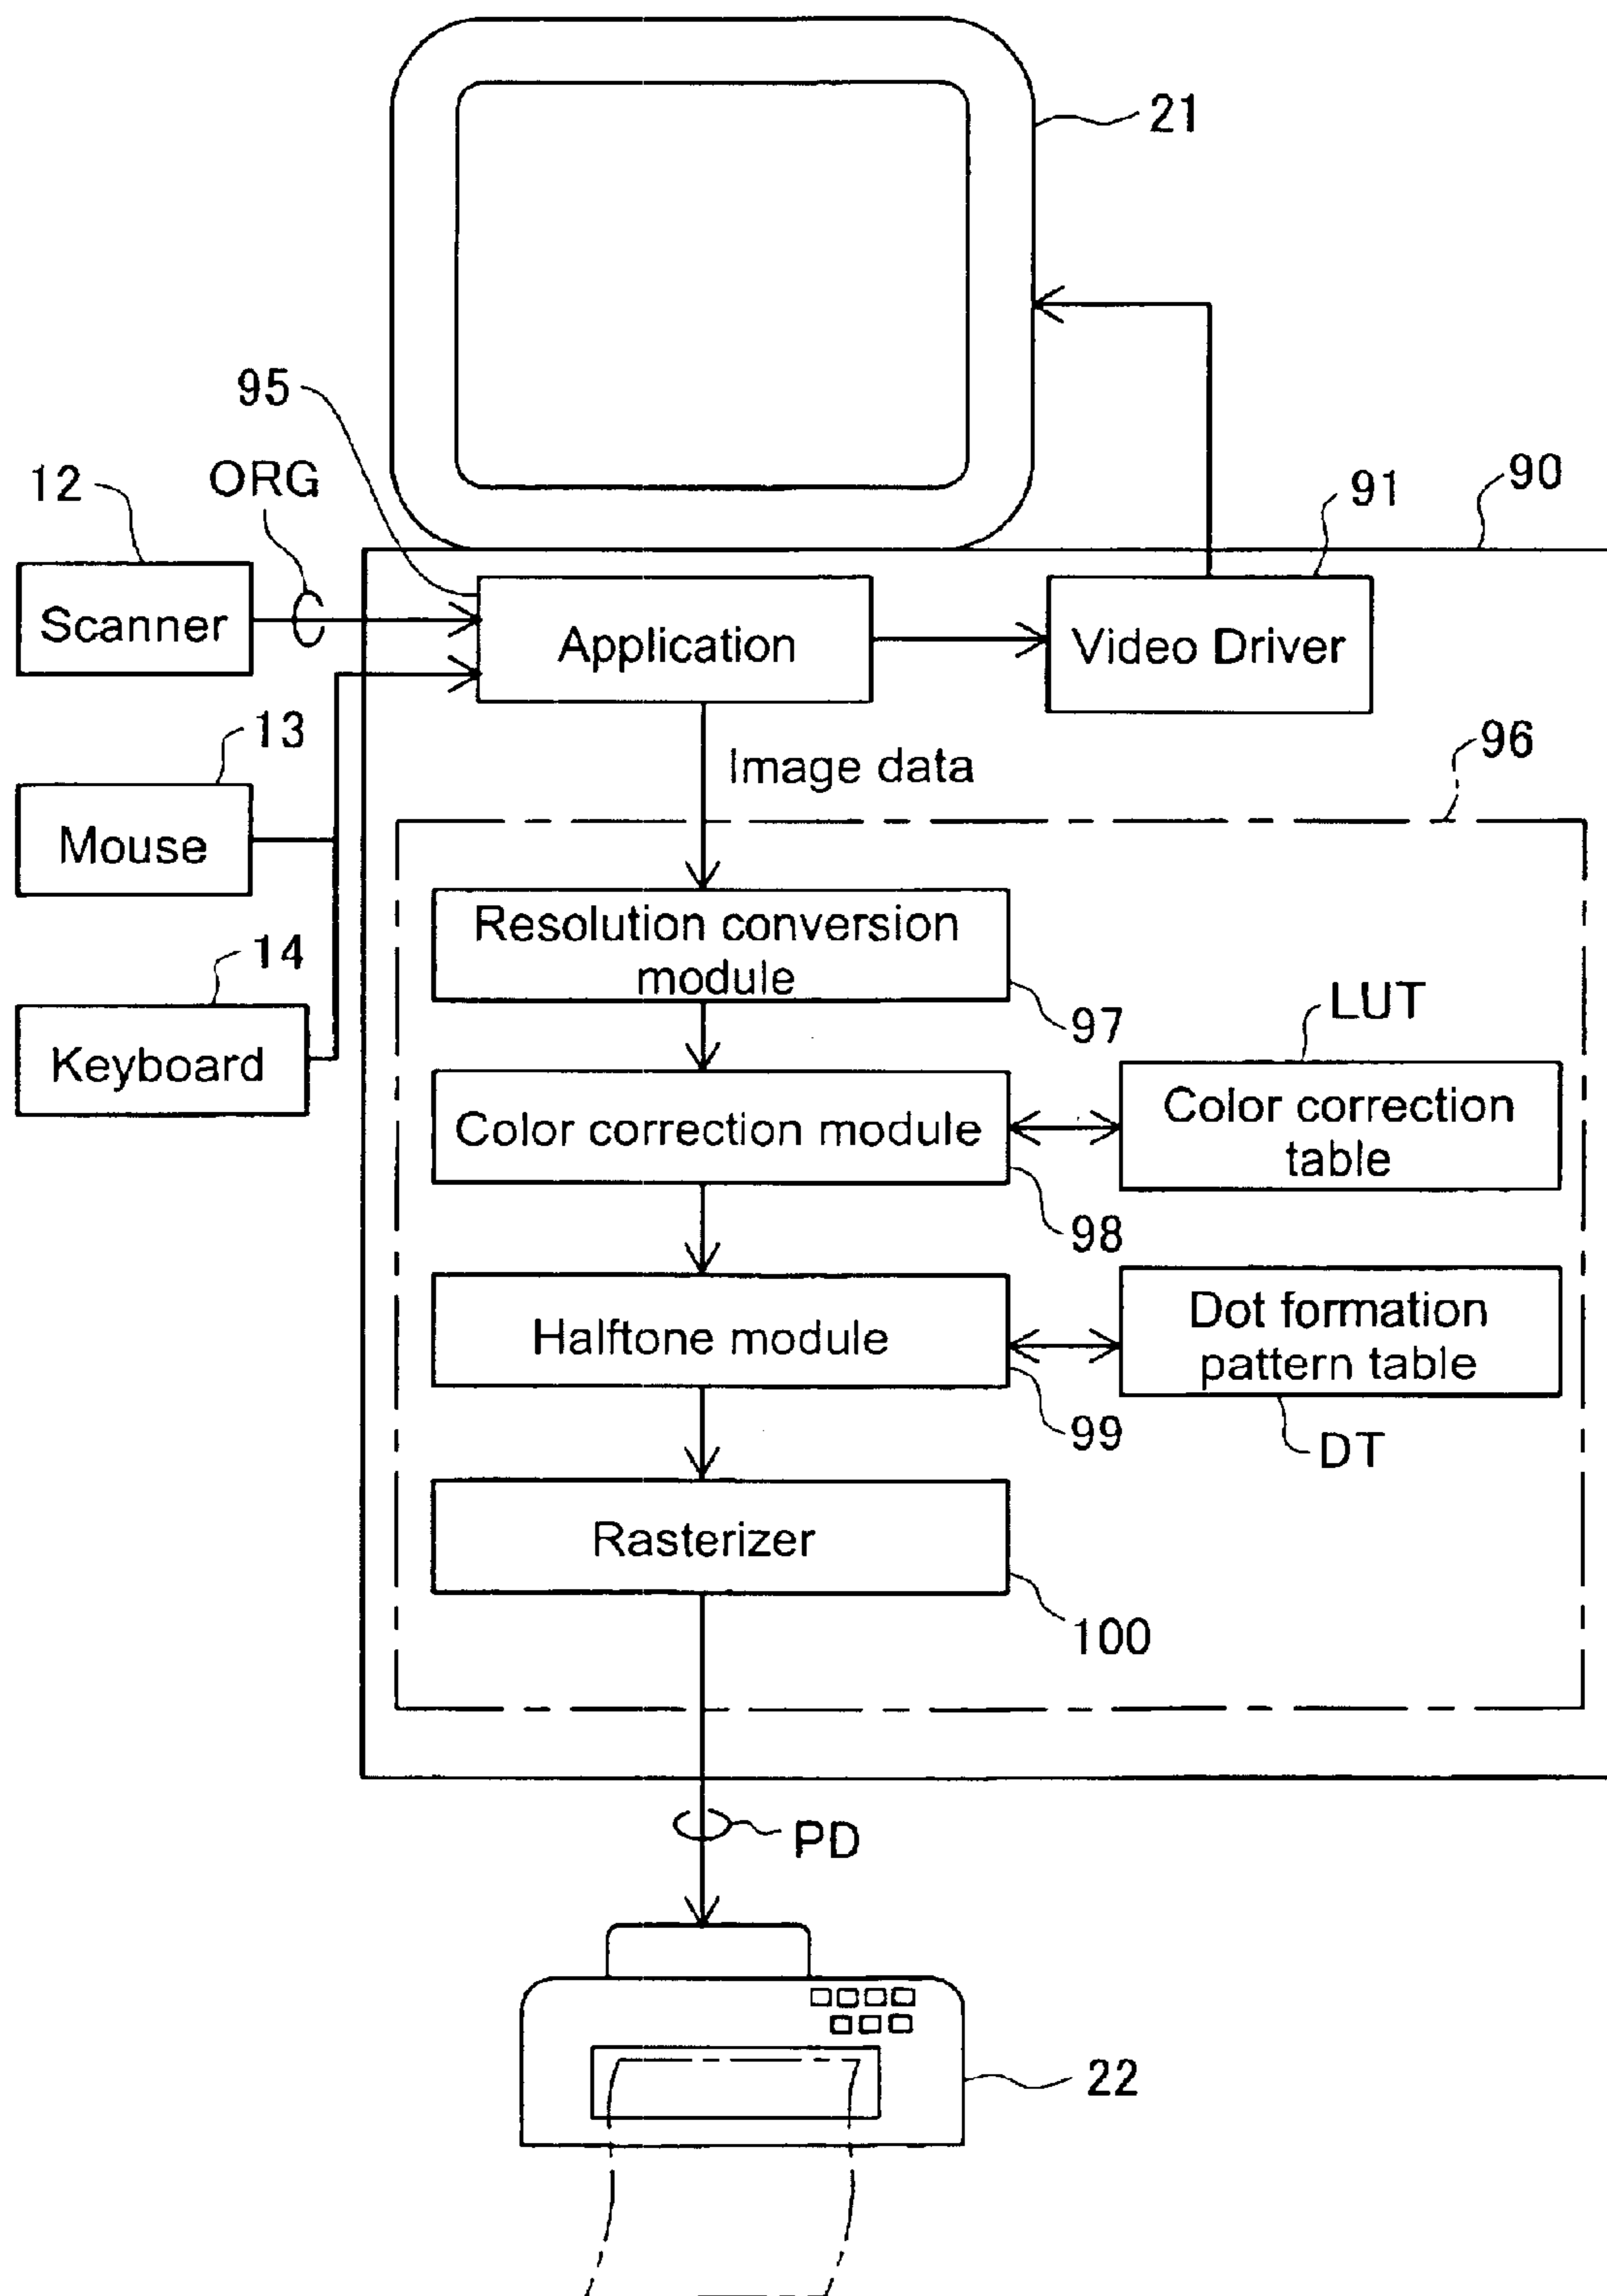 21
95
12
ORG
91
90
Scanner
Application
Video Driver
13
Image data
96
Mouse
Resolution conversion
module
14
97
LUT
Keyboard
Color correction module
Color correction
table
98
Halftone module
Dot formation
pattern table
99
DT
Rasterizer
100
PD
22